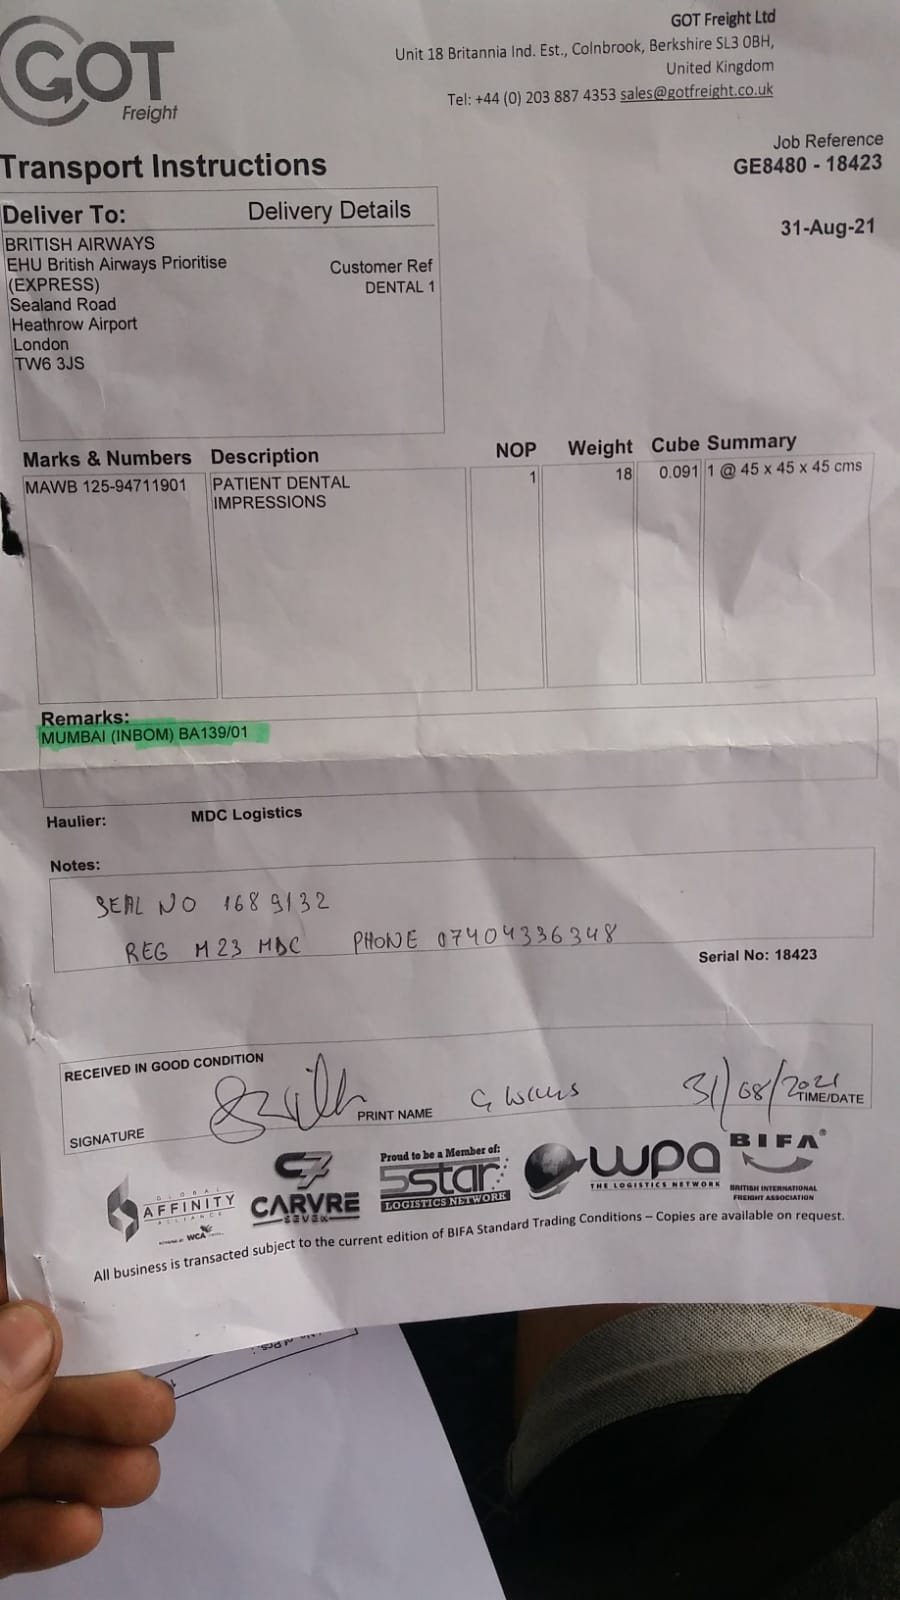 GOT
Freight
GOT Freight Ltd
Unit 18 Britannia Ind. Est., Colnbrook, Berkshire SL3 0BH,
United Kingdom
Tel: +44 (0) 203 887 4353 sales@gotfreight.co.uk
Transport Instructions
Job Reference
GE8480 - 18423
31-Aug-21
Deliver To: Delivery Details
BRITISH AIRWAYS
EHU British Airways Prioritise
(EXPRESS)
Sealand Road
Heathrow Airport
London
TW6 3JS
Customer Ref
DENTAL 1
Marks & Numbers Description NOP Weight Cube Summary
MAWB 125-94711901 PATIENT DENTAL 1 18 0.091 1 @ 45 x 45 x 45 cms
IMPRESSIONS
Remarks:
MUMBAI (INBOM) BA139/01
Haulier: MDC Logistics
Notes:
SEAL NO 1689132
REG M23 MDC PHONE 07404336348
Serial No: 18423
RECEIVED IN GOOD CONDITION
SIGNATURE PRINT NAME G 31/08/2021 TIME/DATE
GLOBAL
AFFINITY
ALLIANCE
WCA
C7
CARVRE
SEVEN
Proud to be a Member of:
5star
LOGISTICS NETWORK
wpa
THE LOGISTICS NETWORK
BIFA
BRITISH INTERNATIONAL
FREIGHT ASSOCIATION
All business is transacted subject to the current edition of BIFA Standard Trading Conditions – Copies are available on request.